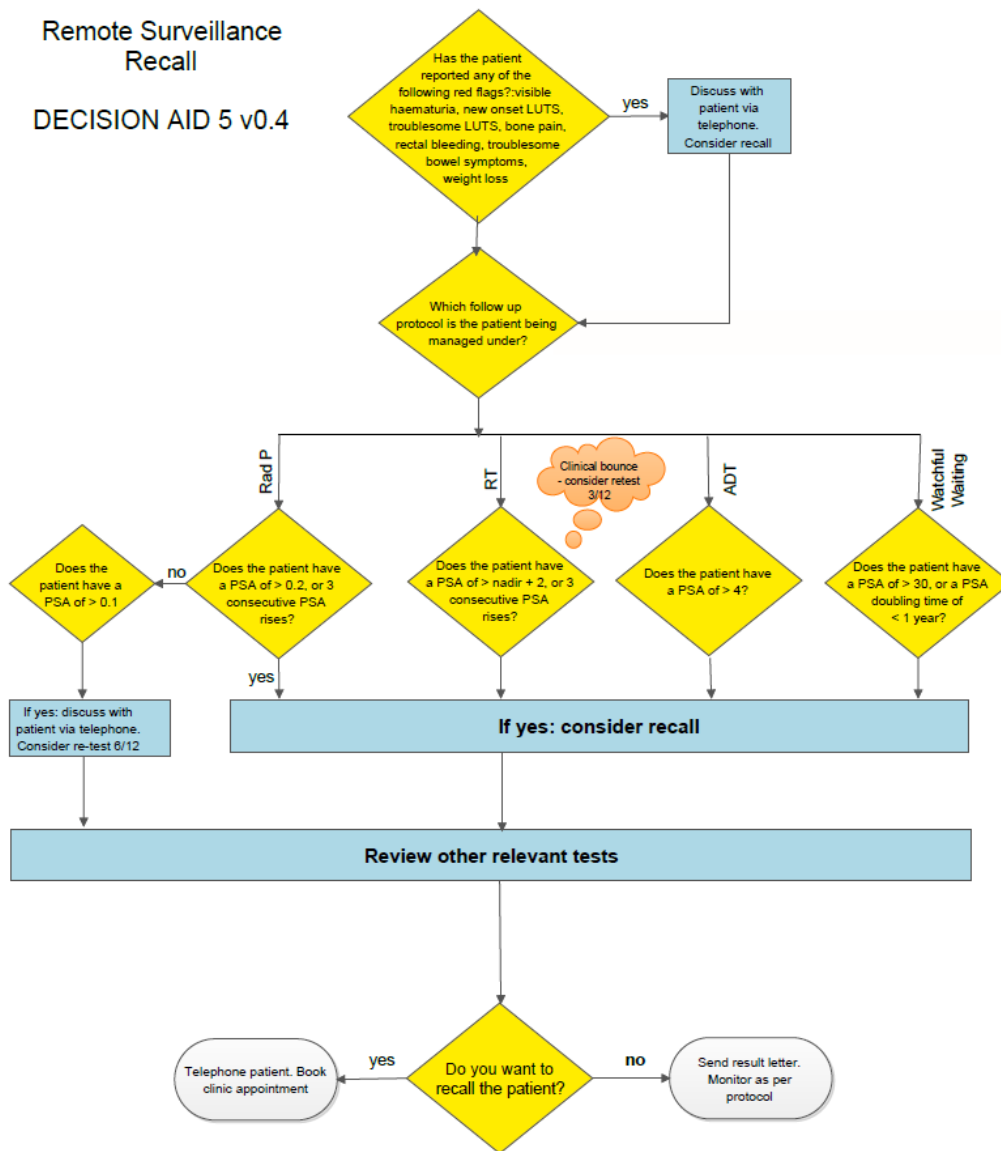 Remote Surveillance
Recall
DECISION AID 5 v0.4
Has the patient
reported any of the
following red flags?:visible
haematuria, new onset LUTS,
troublesome LUTS, bone pain,
rectal bleeding, troublesome
bowel symptoms,
weight loss
yes
Discuss with
patient via
telephone.
Consider recall
Which follow up
protocol is the patient being
managed under?
Rad P
RT
Clinical bounce
- consider retest
3/12
ADT
Watchful
Waiting
Does the
patient have a
PSA of > 0.1
no
Does the patient have
a PSA of > 0.2, or 3
consecutive PSA
rises?
Does the patient have
a PSA of > nadir + 2, or 3
consecutive PSA
rises?
Does the patient have
a PSA of > 4?
Does the patient have
a PSA of > 30, or a PSA
doubling time of
< 1 year?
yes
If yes: discuss with
patient via telephone.
Consider re-test 6/12
If yes: consider recall
Review other relevant tests
Do you want to
recall the patient?
yes
Telephone patient. Book
clinic appointment
no
Send result letter.
Monitor as per
protocol